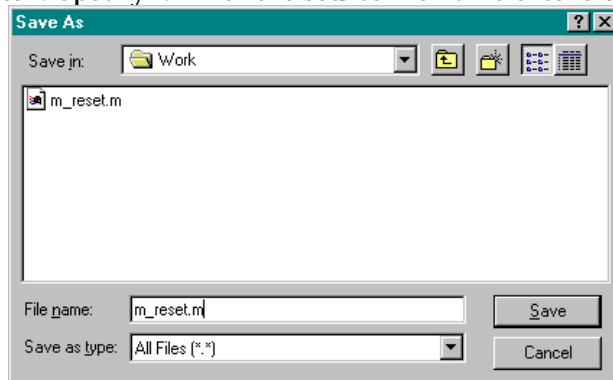 Save As
Save in: Work
m_reset.m
File name: m_reset.m Save
Save as type: All Files (*.*) Cancel